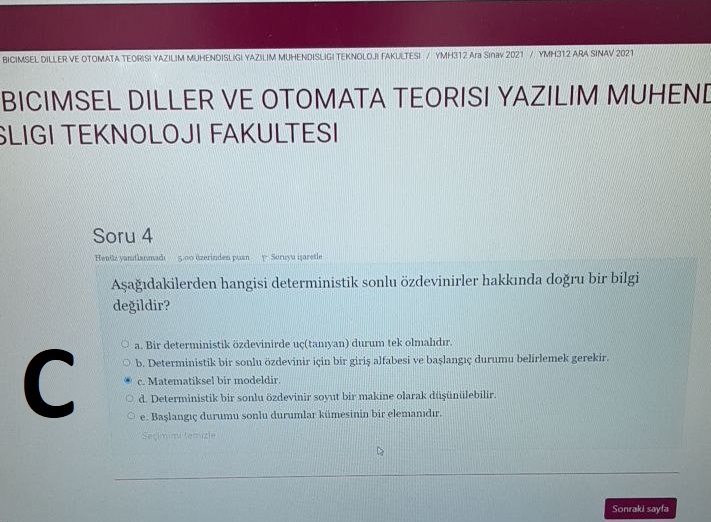 BICIMSEL DILLER VE OTOMATA TEORISI YAZILIM MUHENDISLIGI YAZILIM MUHENDISLIGI TEKNOLOJI FAKULTESI / YMH312 Ara Sınav 2021 / YMH312 ARA SINAV 2021
BICIMSEL DILLER VE OTOMATA TEORISI YAZILIM MUHEND
SLIGI TEKNOLOJI FAKULTESI
Soru 4
Henüz yanıtlanmadı 5,00 üzerinden puan Soruyu işaretle
Aşağıdakilerden hangisi deterministik sonlu özdevinirler hakkında doğru bir bilgi
değildir?
a. Bir deterministik özdevinirde uç(tanıyan) durum tek olmalıdır.
b. Deterministik bir sonlu özdevinir için bir giriş alfabesi ve başlangıç durumu belirlemek gerekir.
C
c. Matematiksel bir modeldir.
d. Deterministik bir sonlu özdevinir soyut bir makine olarak düşünülebilir.
e. Başlangıç durumu sonlu durumlar kümesinin bir elemanıdır.
Seçimimi temizle
Sonraki sayfa